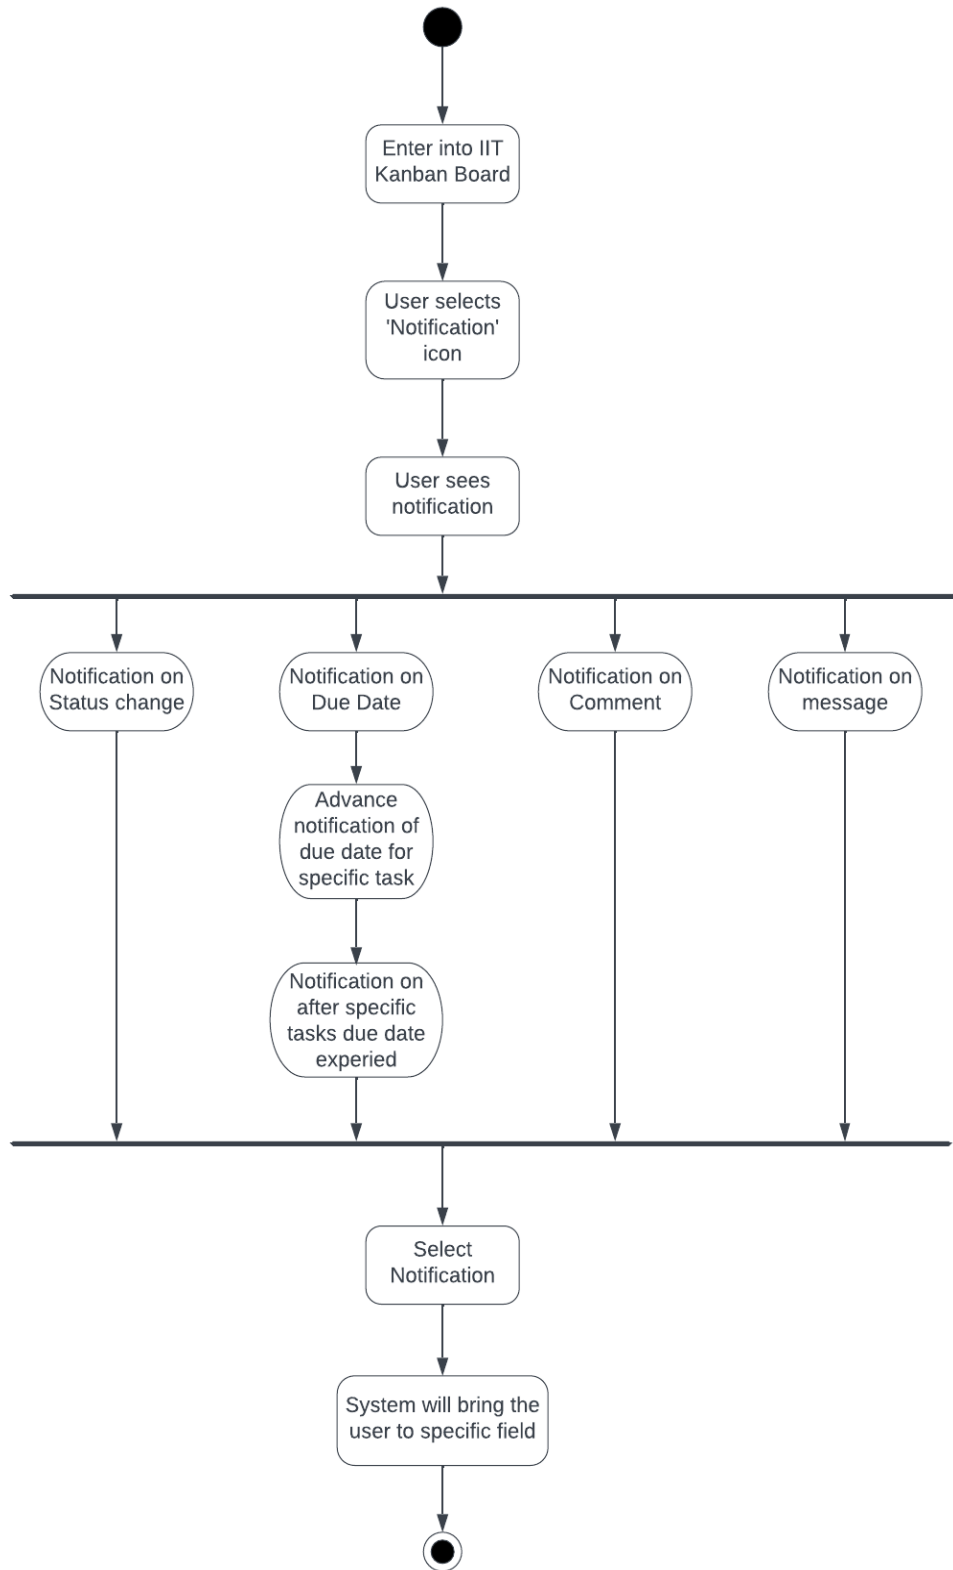 Enter into IIT
Kanban Board
User selects
'Notification'
icon
User sees
notification
Notification on
Status change
Notification on
Due Date
Notification on
Comment
Notification on
message
Advance
notification of
due date for
specific task
Notification on
after specific
tasks due date
experied
Select
Notification
System will bring the
user to specific field